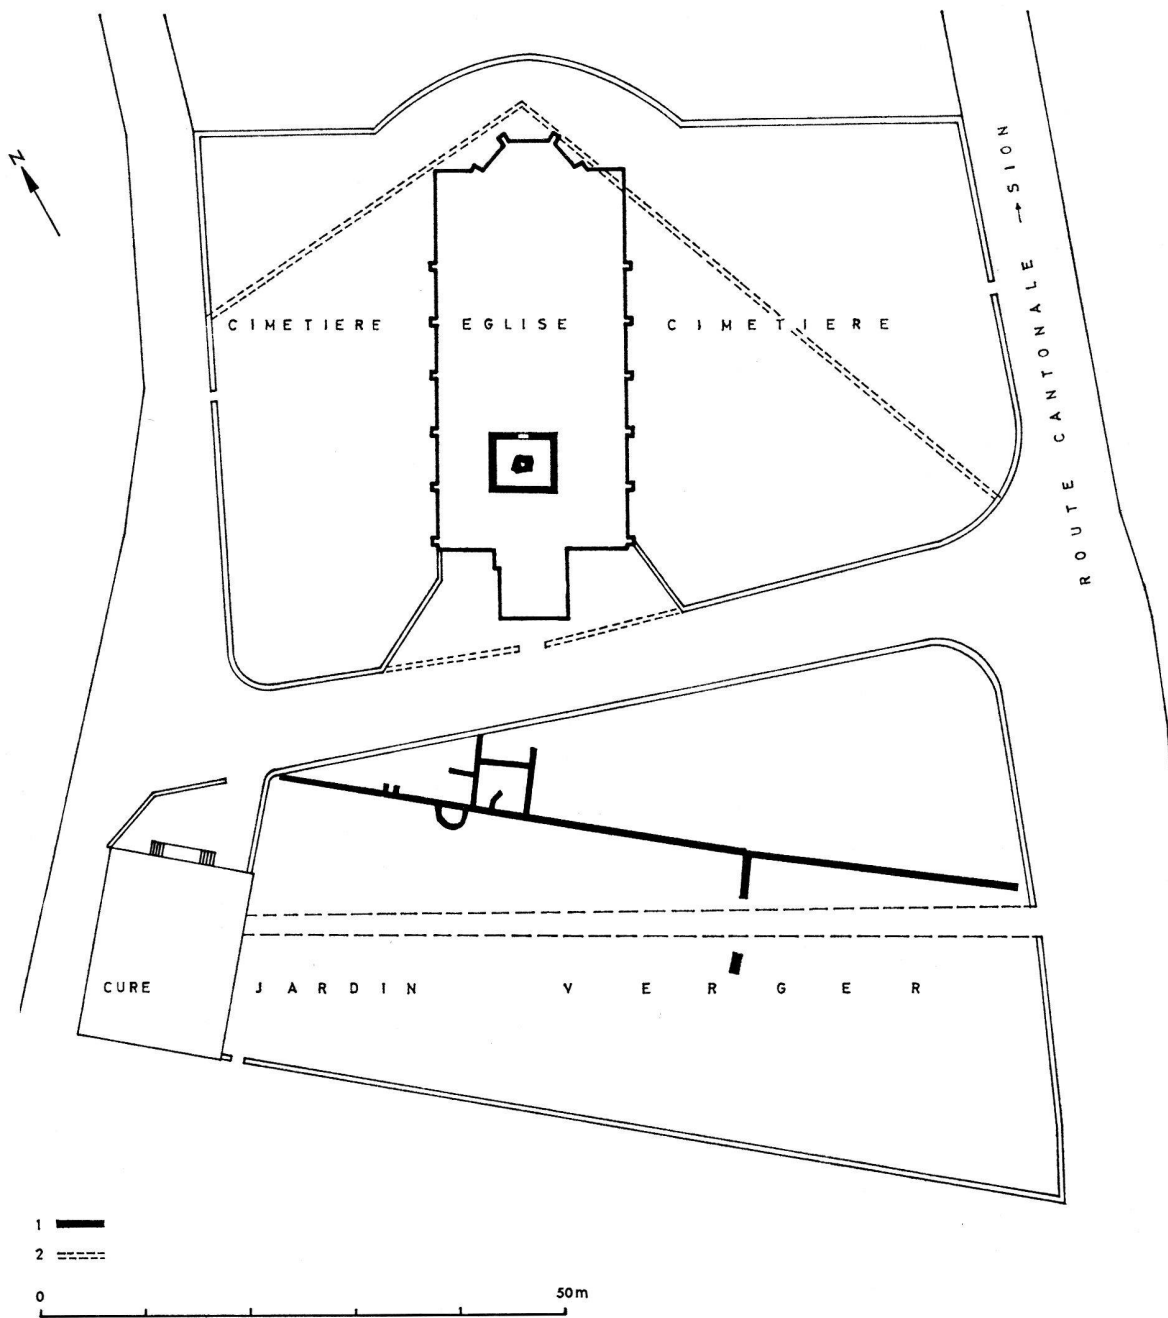 N
CIMETIERE EGLISE CIMETIERE
ROUTE CANTONALE → SION
CURE JARDIN VERGER
1
2
0 50m